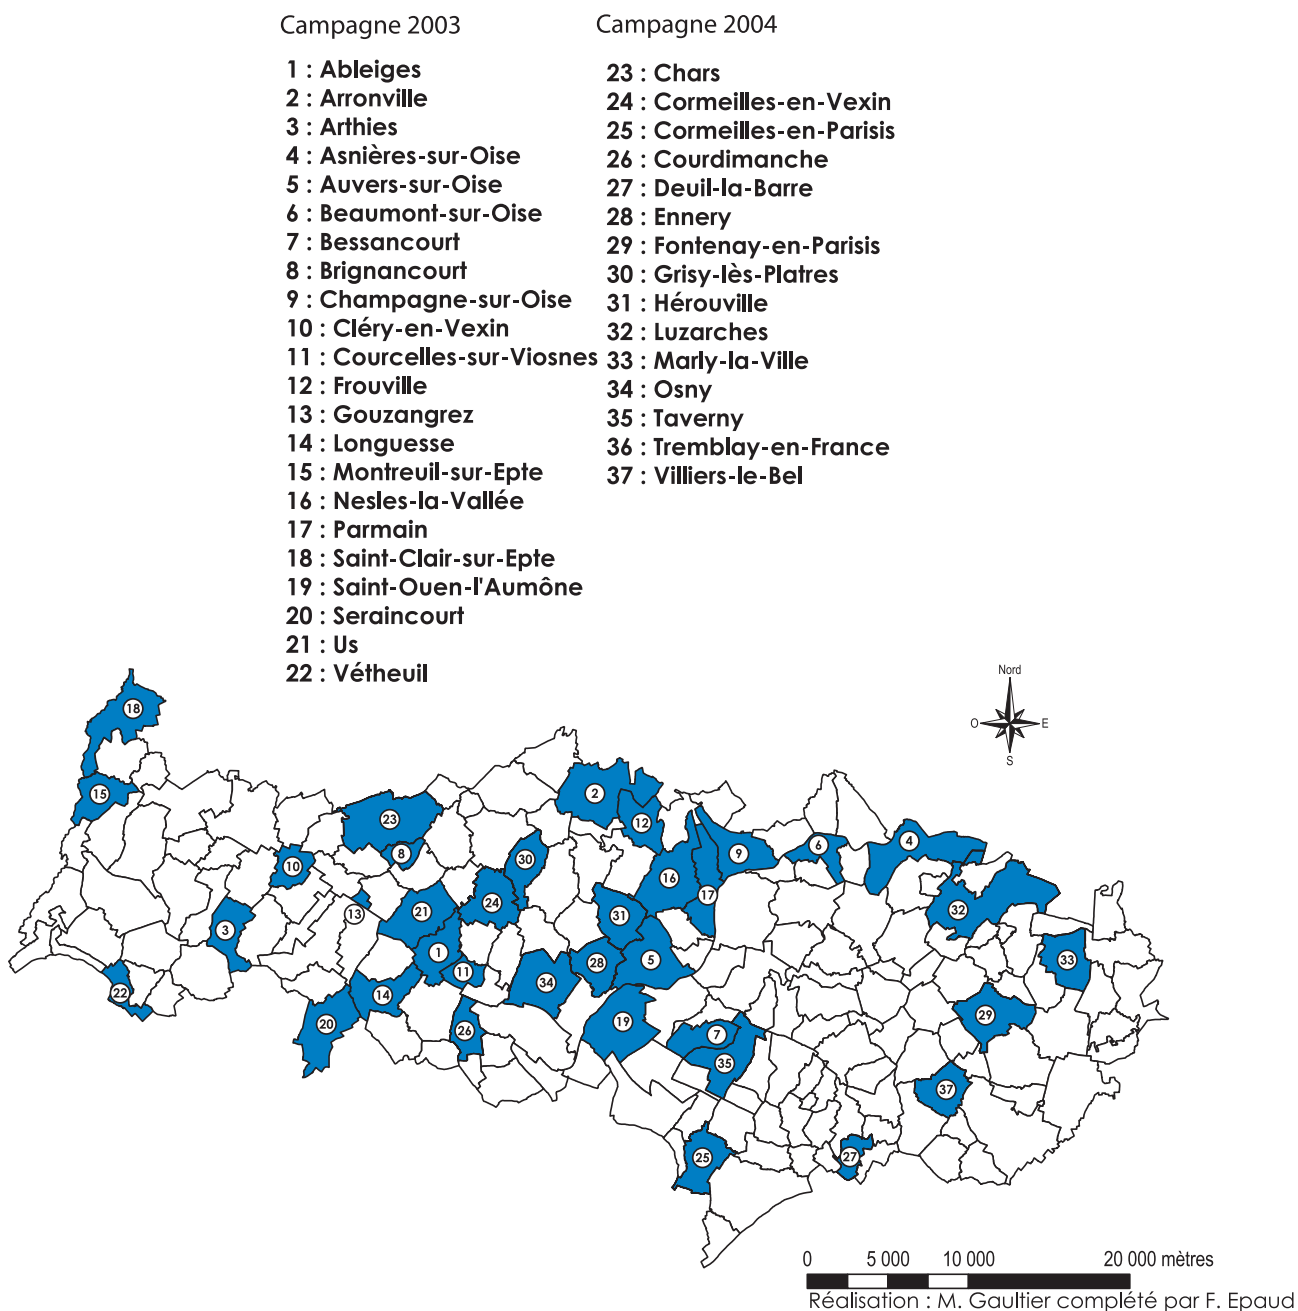 Campagne 2003
1 : Ableiges
2 : Arronville
3 : Arthies
4 : Asnières-sur-Oise
5 : Auvers-sur-Oise
6 : Beaumont-sur-Oise
7 : Bessancourt
8 : Brignancourt
9 : Champagne-sur-Oise
10 : Cléry-en-Vexin
11 : Courcelles-sur-Viosnes
12 : Frouville
13 : Gouzangrez
14 : Longuesse
15 : Montreuil-sur-Epte
16 : Nesles-la-Vallée
17 : Parmain
18 : Saint-Clair-sur-Epte
19 : Saint-Ouen-l'Aumône
20 : Seraincourt
21 : Us
22 : Vétheuil
Campagne 2004
23 : Chars
24 : Cormeilles-en-Vexin
25 : Cormeilles-en-Parisis
26 : Courdimanche
27 : Deuil-la-Barre
28 : Ennery
29 : Fontenay-en-Parisis
30 : Grisy-lès-Platres
31 : Hérouville
32 : Luzarches
33 : Marly-la-Ville
34 : Osny
35 : Taverny
36 : Tremblay-en-France
37 : Villiers-le-Bel
Nord
O
E
S
18
15
2
23
12
8
6
4
9
30
10
16
17
24
21
32
13
31
3
1
5
33
11
28
34
22
14
29
20
19
26
7
35
37
25
27
0 5 000 10 000 20 000 mètres
Réalisation : M. Gaultier complété par F. Epaud